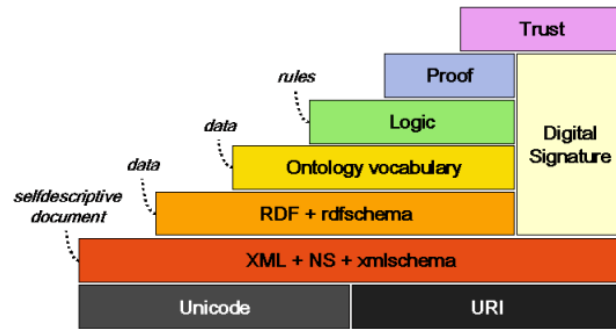 Trust
Proof
rules
Logic
Digital
Signature
data
Ontology vocabulary
data
RDF + rdfschema
selfdescriptive
document
XML + NS + xmlschema
Unicode
URI